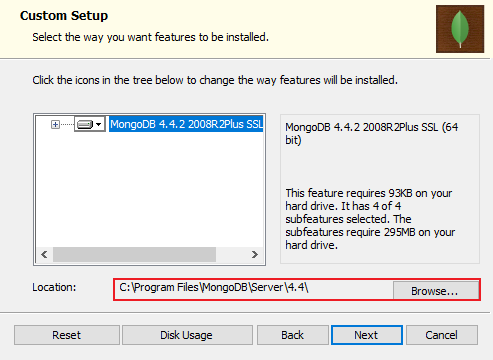 Custom Setup
Select the way you want features to be installed.
Click the icons in the tree below to change the way features will be installed.
MongoDB 4.4.2 2008R2Plus SSL
MongoDB 4.4.2 2008R2Plus SSL (64
bit)
This feature requires 93KB on your
hard drive. It has 4 of 4
subfeatures selected. The
subfeatures require 295MB on your
hard drive.
Location:
C:\Program Files\MongoDB\Server\4.4\
Browse...
Reset
Disk Usage
Back
Next
Cancel